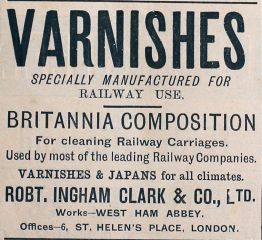 VARNISHES
SPECIALLY MANUFACTURED FOR
RAILWAY USE.
BRITANNIA COMPOSITION
For cleaning Railway Carriages.
Used by most of the leading Railway Companies.
VARNISHES & JAPANS for all climates.
ROBT. INGHAM CLARK & CO., LTD.
Works—WEST HAM ABBEY.
Offices—6, ST. HELEN'S PLACE, LONDON.